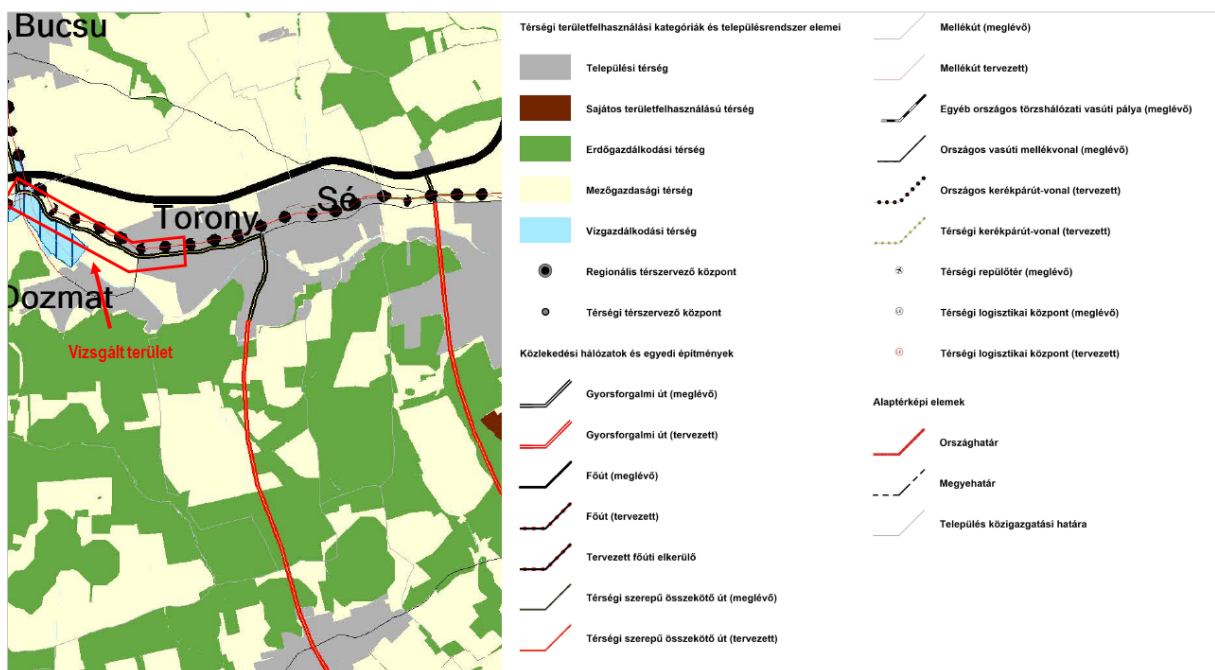 Bucsu
Sé
Torony
Dozmat
Vizsgált terület
Térségi területfelhasználási kategóriák és településrendszer elemei
Települési térség
Sajátos területfelhasználású térség
Erdőgazdálkodási térség
Mezőgazdasági térség
Vízgazdálkodási térség
Regionális térszervező központ
Térségi térszervező központ
Közlekedési hálózatok és egyedi építmények
Gyorsforgalmi út (meglévő)
Gyorsforgalmi út (tervezett)
Főút (meglévő)
Főút (tervezett)
Tervezett főúti elkerülő
Térségi szerepű összekötő út (meglévő)
Térségi szerepű összekötő út (tervezett)
Mellékút (meglévő)
Mellékút tervezett)
Egyéb országos törzshálózati vasúti pálya (meglévő)
Országos vasúti mellékvonal (meglévő)
Országos kerékpárút-vonal (tervezett)
Térségi kerékpárút-vonal (tervezett)
Térségi repülőtér (meglévő)
Térségi logisztikai központ (meglévő)
Térségi logisztikai központ (tervezett)
Alaptérképi elemek
Országhatár
Megyehatár
Település közigazgatási határa